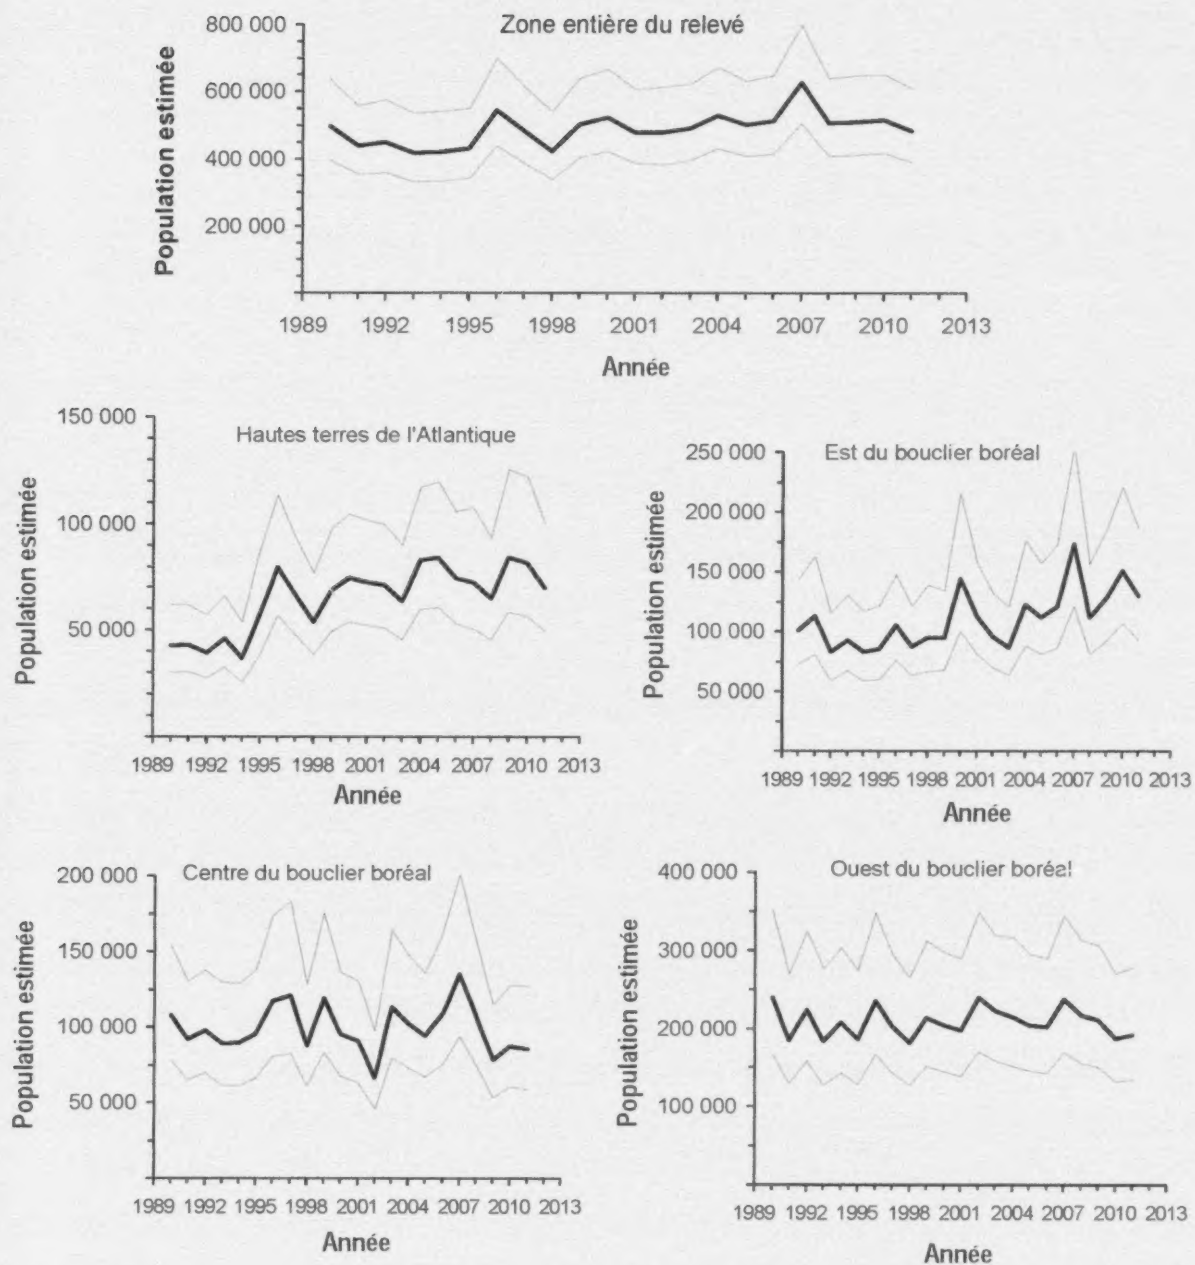 Zone entière du relevé
Population estimée
800 000
600 000
400 000
200 000
1989 1992 1995 1998 2001 2004 2007 2010 2013
Année
Hautes terres de l'Atlantique
Population estimée
150 000
100 000
50 000
1989 1992 1995 1998 2001 2004 2007 2010 2013
Année
Est du bouclier boréal
Population estimée
250 000
200 000
150 000
100 000
50 000
1989 1992 1995 1998 2001 2004 2007 2010 2013
Année
Centre du bouclier boréal
Population estimée
200 000
150 000
100 000
50 000
1989 1992 1995 1998 2001 2004 2007 2010 2013
Année
Ouest du bouclier boréal
Population estimée
400 000
300 000
200 000
100 000
1989 1992 1995 1998 2001 2004 2007 2010 2013
Année